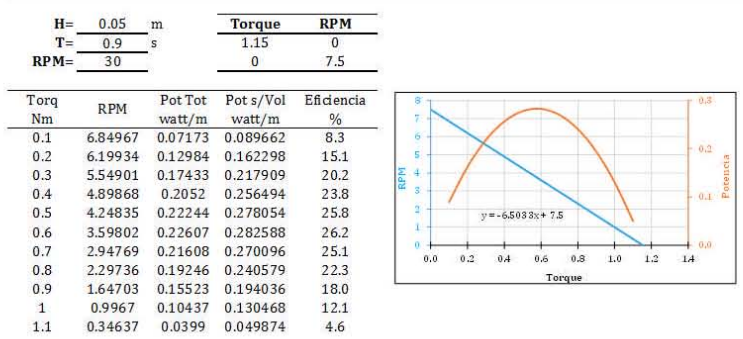 H= 0.05 m
T= 0.9 s
RPM= 30
Torque RPM
1.15 0
0 7.5
Torq Nm RPM Pot Tot watt/m Pot s/Vol watt/m Eficiencia %
0.1 6.84967 0.07173 0.089662 8.3
0.2 6.19934 0.12984 0.162298 15.1
0.3 5.54901 0.17433 0.217909 20.2
0.4 4.89868 0.2052 0.256494 23.8
0.5 4.24835 0.22244 0.278054 25.8
0.6 3.59802 0.22607 0.282588 26.2
0.7 2.94769 0.21608 0.270096 25.1
0.8 2.29736 0.19246 0.240579 22.3
0.9 1.64703 0.15523 0.194036 18.0
1 0.9967 0.10437 0.130468 12.1
1.1 0.34637 0.0399 0.049874 4.6
RPM
8
7
6
5
4
3
2
1
0
y = -6.5033x + 7.5
0.3
0.2
0.1
0.0
Potencia
0.0 0.2 0.4 0.6 0.8 1.0 1.2 1.4
Torque